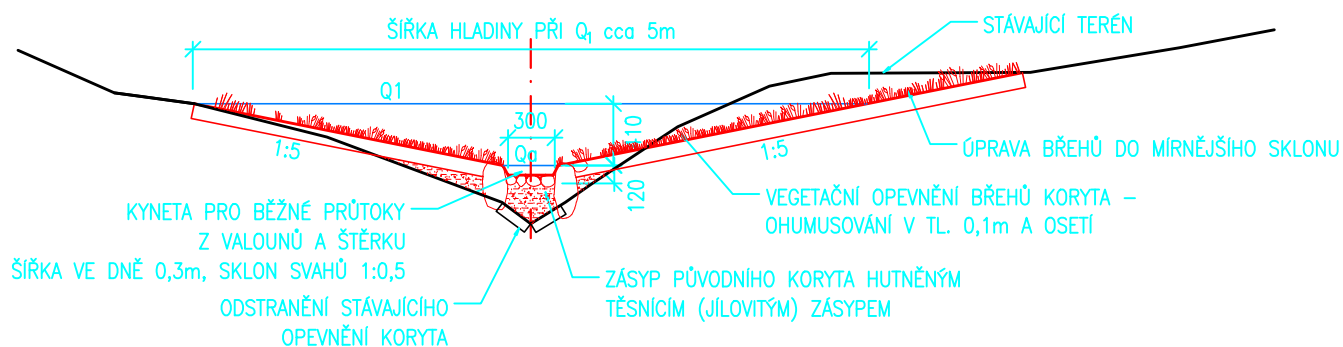 ŠÍŘKA HLADINY PŘI Q1 cca 5m
STÁVAJÍCÍ TERÉN
Q1
300
Qa
1:5
1:5
120
ÚPRAVA BŘEHŮ DO MÍRNĚJŠÍHO SKLONU
VEGETAČNÍ OPEVNĚNÍ BŘEHŮ KORYTA –
OHUMUSOVÁNÍ V TL. 0,1m A OSETÍ
KYNETA PRO BĚŽNÉ PRŮTOKY
Z VALOUNŮ A ŠTĚRKU
ŠÍŘKA VE DNĚ 0,3m, SKLON SVAHŮ 1:0,5
ZÁSYP PŮVODNÍHO KORYTA HUTNĚNÝM
TĚSNÍCÍM (JÍLOVITÝM) ZÁSYPEM
ODSTRANĚNÍ STÁVAJÍCÍHO
OPEVNĚNÍ KORYTA